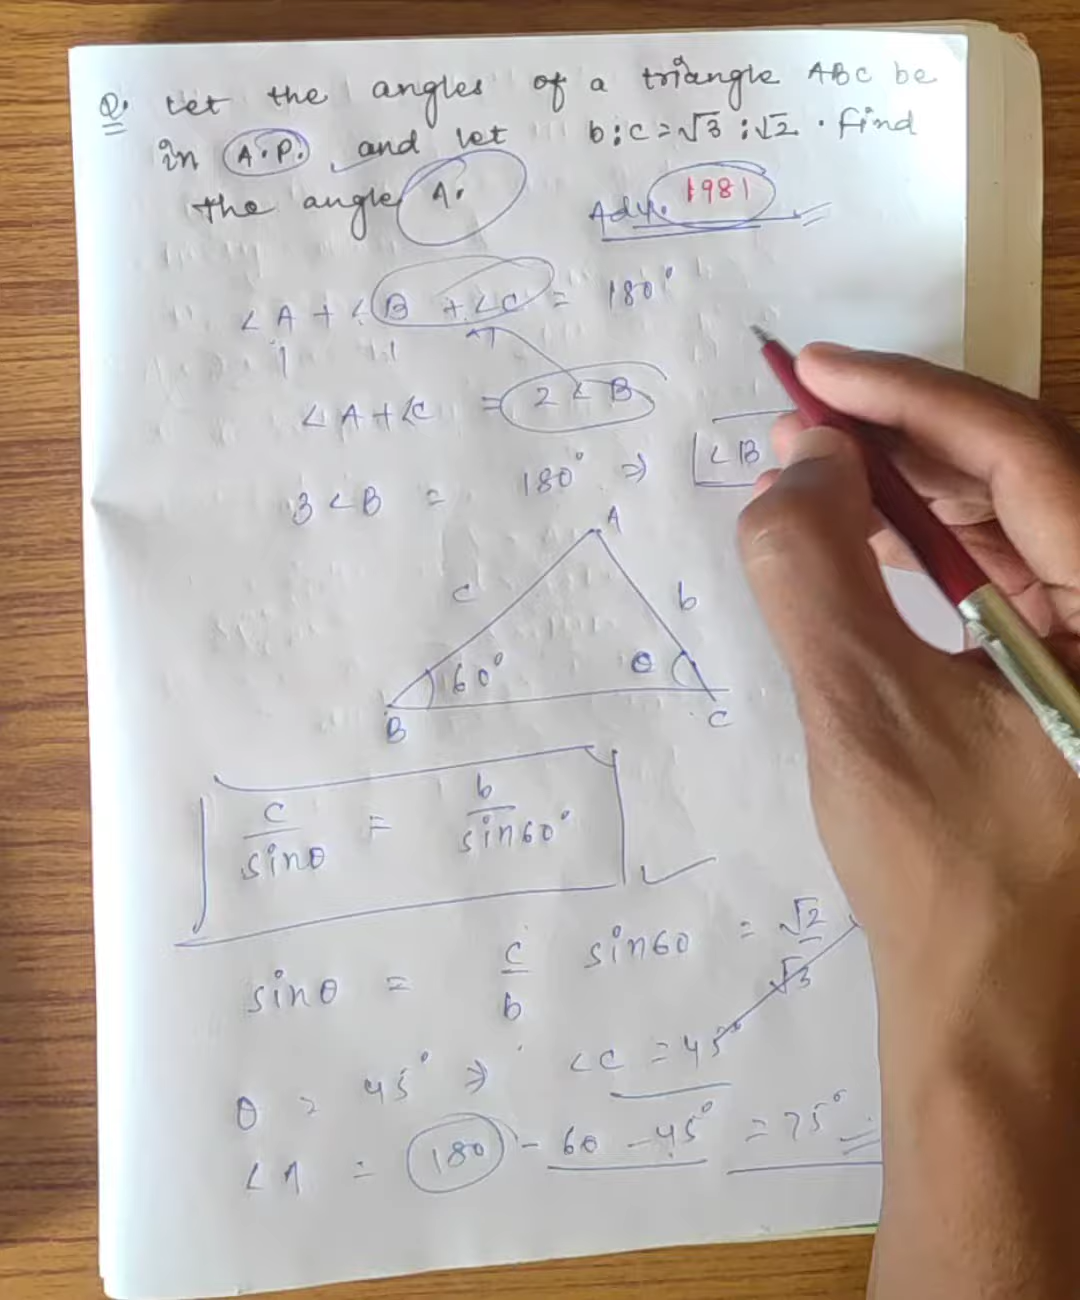 Q. Let the angles of a triangle ABC be
in A.P. and let b:c=√3:√2. Find
the angle A.
Adv. 1981
∠A+∠B+∠C = 180°
∠A+∠C = 2∠B
3∠B = 180° ⇒ ∠B
A
c
b
60°
θ
B
C
c/sinθ = b/sin60°
sinθ = c/b sin60 = √2/√3
θ = 45° ⇒ ∠C = 45°
∠A = 180 - 60 - 45° = 75°